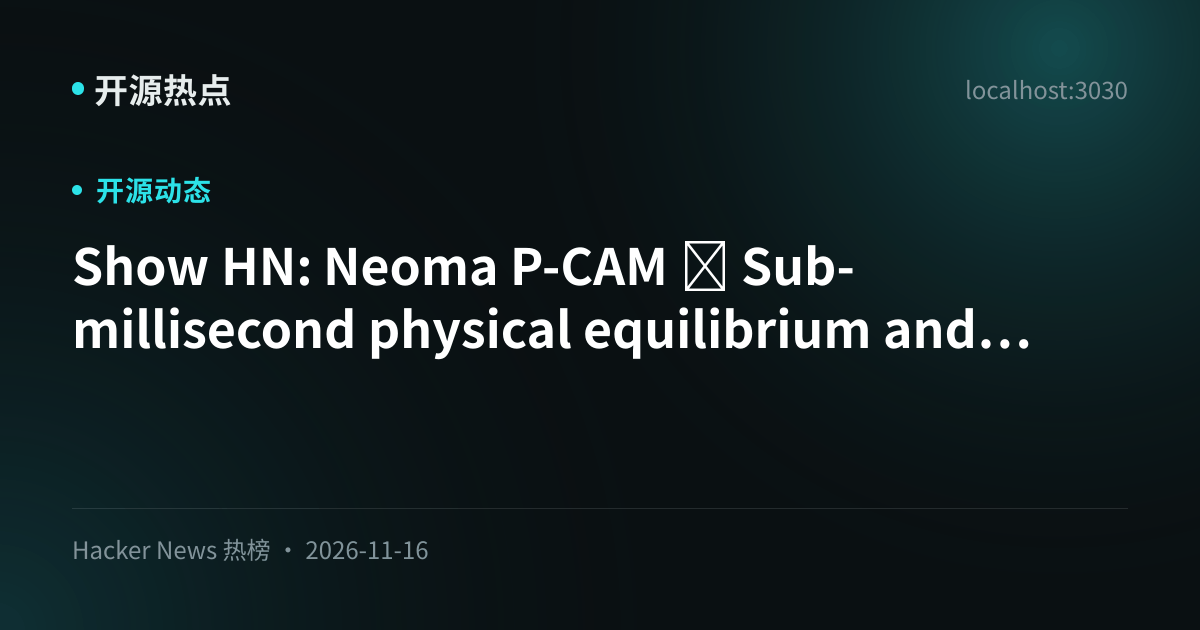 开源热点
localhost:3030
开源动态
Show HN: Neoma P-CAM  Sub-
millisecond physical equilibrium and…
Hacker News 热榜 · 2026-11-16